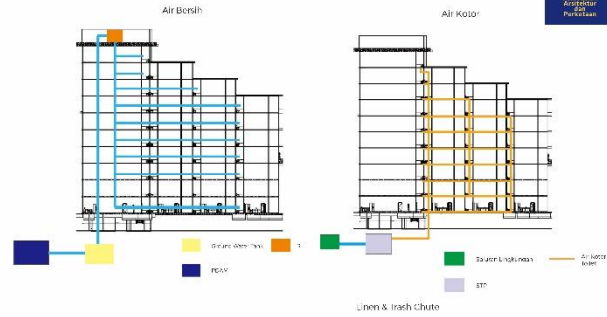 Arsitektur
dan
Perkotaan
Air Bersih
Air Kotor
Ground Water Tank
PDAM
Saluran Lingkungan
Air Kotor
Toilet
STP
Linen & Trash Chute